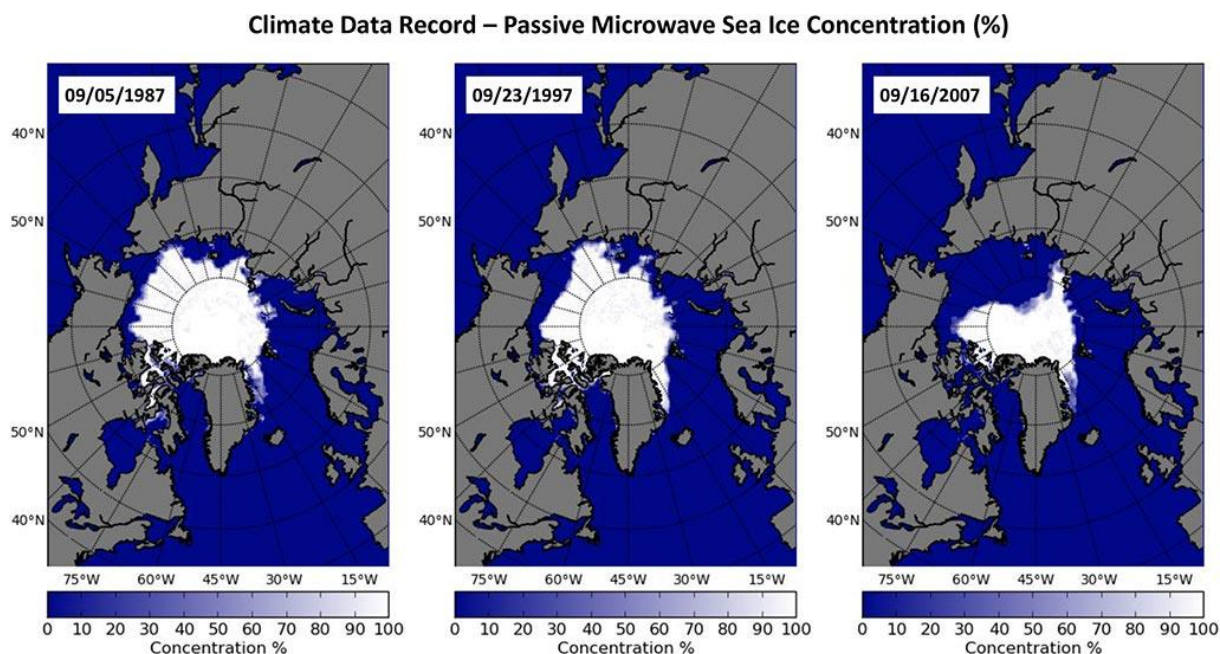 Climate Data Record – Passive Microwave Sea Ice Concentration (%)
09/05/1987
09/23/1997
09/16/2007
40°N
50°N
50°N
40°N
75°W 60°W 45°W 30°W 15°W
0 10 20 30 40 50 60 70 80 90 100
Concentration %
40°N
50°N
50°N
40°N
75°W 60°W 45°W 30°W 15°W
0 10 20 30 40 50 60 70 80 90 100
Concentration %
40°N
50°N
50°N
40°N
75°W 60°W 45°W 30°W 15°W
0 10 20 30 40 50 60 70 80 90 100
Concentration %